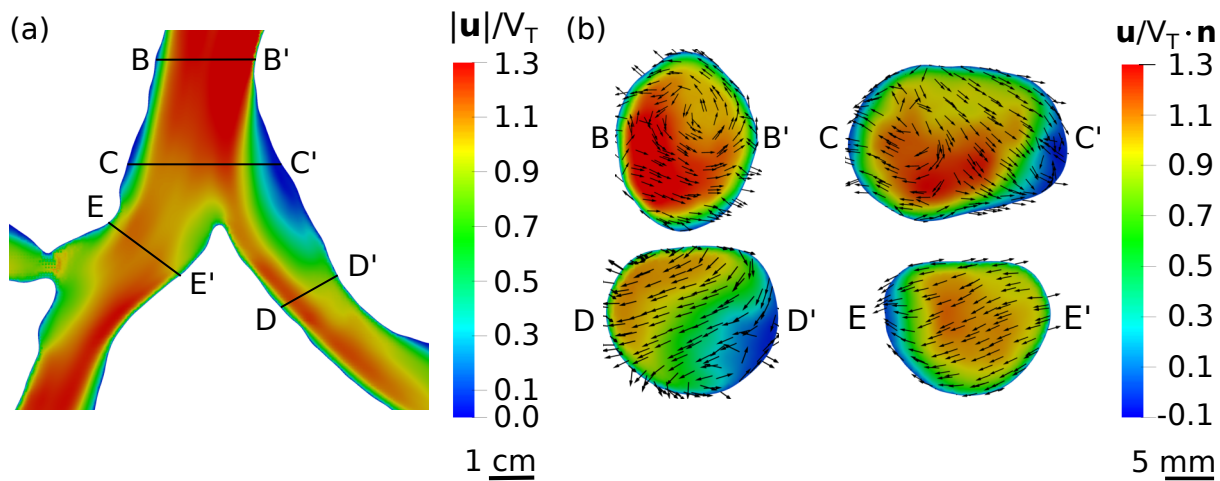 (a)
|u|/V_T
1.3
1.1
0.9
0.7
0.5
0.3
0.1
0.0
1 cm
B B'
C C'
E E'
D D'
(b)
u/V_T · n
1.3
1.1
0.9
0.7
0.5
0.3
0.1
-0.1
5 mm
B B'
C C'
D D'
E E'